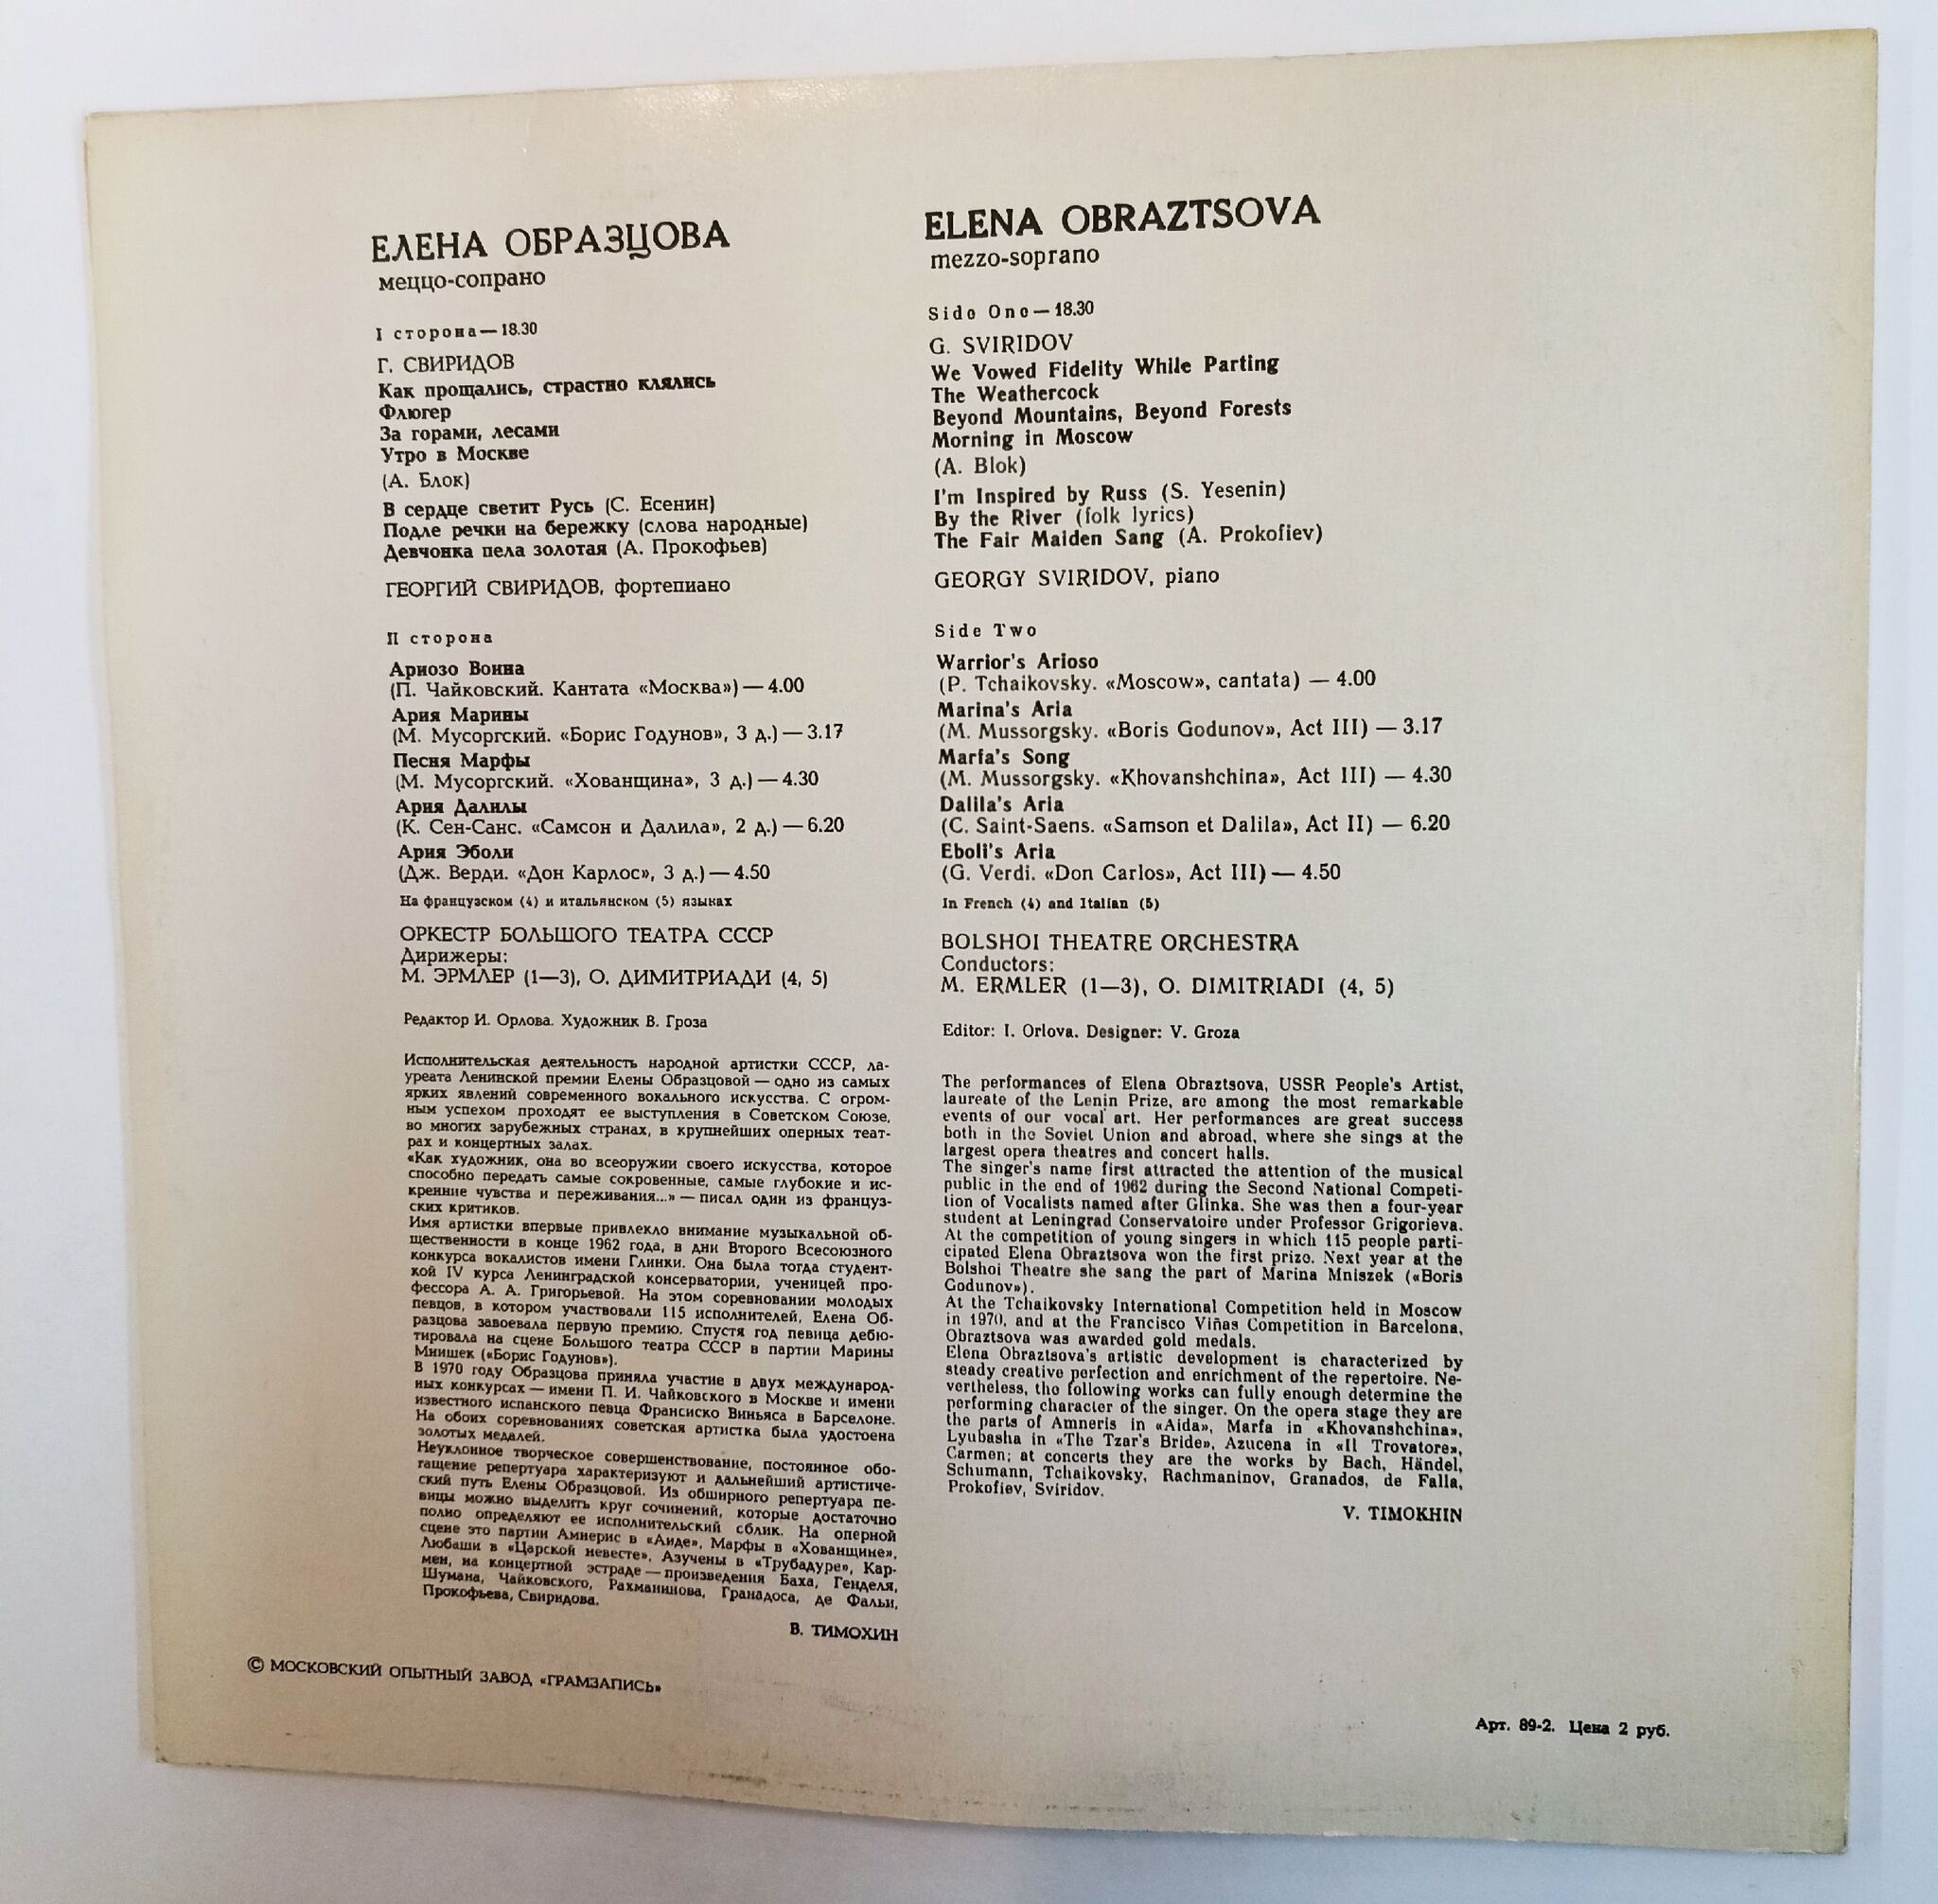 ЕЛЕНА ОБРАЗЦОВА
меццо-сопрано
I сторона — 18.30
Г. СВИРИДОВ
Как прощались, страстно клялись
Флюгер
За горами, лесами
Утро в Москве
(А. Блок)
В сердце светит Русь (С. Есенин)
Подле речки на бережку (слова народные)
Девчонка пела золотая (А. Прокофьев)
ГЕОРГИЙ СВИРИДОВ, фортепиано
II сторона
Ариозо Воина
(П. Чайковский. Кантата «Москва») — 4.00
Ария Марины
(М. Мусоргский. «Борис Годунов», 3 д.) — 3.17
Песня Марфы
(М. Мусоргский. «Хованщина», 3 д.) — 4.30
Ария Далилы
(К. Сен-Санс. «Самсон и Далила», 2 д.) — 6.20
Ария Эболи
(Дж. Верди. «Дон Карлос», 3 д.) — 4.50
На французском (4) и итальянском (5) языках
ОРКЕСТР БОЛЬШОГО ТЕАТРА СССР
Дирижеры:
М. ЭРМЛЕР (1—3), О. ДИМИТРИАДИ (4, 5)
Редактор И. Орлова. Художник В. Гроза
Исполнительская деятельность народной артистки СССР, ла-
уреата Ленинской премии Елены Образцовой — одно из самых
ярких явлений современного вокального искусства. С огром-
ным успехом проходят ее выступления в Советском Союзе,
во многих зарубежных странах, в крупнейших оперных теат-
рах и концертных залах.
«Как художник, она во всеоружии своего искусства, которое
способно передать самые сокровенные, самые глубокие и ис-
кренние чувства и переживания...» — писал один из француз-
ских критиков.
Имя артистки впервые привлекло внимание музыкальной об-
щественности в конце 1962 года, в дни Второго Всесоюзного
конкурса вокалистов имени Глинки. Она была тогда студент-
кой IV курса Ленинградской консерватории, ученицей про-
фессора А. А. Григорьевой. На этом соревновании молодых
певцов, в котором участвовали 115 исполнителей, Елена Об-
разцова завоевала первую премию. Спустя год певица дебю-
тировала на сцене Большого театра СССР в партии Марины
Мнишек («Борис Годунов»).
В 1970 году Образцова приняла участие в двух международ-
ных конкурсах — имени П. И. Чайковского в Москве и имени
известного испанского певца Франсиско Виньяса в Барселоне.
На обоих соревнованиях советская артистка была удостоена
золотых медалей.
Неуклонное творческое совершенствование, постоянное обо-
гащение репертуара характеризуют и дальнейший артистиче-
ский путь Елены Образцовой. Из обширного репертуара пе-
вицы можно выделить круг сочинений, которые достаточно
полно определяют ее исполнительский сблик. На оперной
сцене это партии Амнерис в «Аиде», Марфы в «Хованщине»,
Любаши в «Царской невесте», Азучены в «Трубадуре», Кар-
мен, на концертной эстраде — произведения Баха, Генделя,
Шумана, Чайковского, Рахманинова, Гранадоса, де Фальи,
Прокофьева, Свиридова.
В. ТИМОХИН
© МОСКОВСКИЙ ОПЫТНЫЙ ЗАВОД «ГРАМЗАПИСЬ»
ELENA OBRAZTSOVA
mezzo-soprano
Side One — 18.30
G. SVIRIDOV
We Vowed Fidelity While Parting
The Weathercock
Beyond Mountains, Beyond Forests
Morning in Moscow
(A. Blok)
I'm Inspired by Russ (S. Yesenin)
By the River (folk lyrics)
The Fair Maiden Sang (A. Prokofiev)
GEORGY SVIRIDOV, piano
Side Two
Warrior's Arioso
(P. Tchaikovsky. «Moscow», cantata) — 4.00
Marina's Aria
(M. Mussorgsky. «Boris Godunov», Act III) — 3.17
Marfa's Song
(M. Mussorgsky. «Khovanshchina», Act III) — 4.30
Dalila's Aria
(C. Saint-Saens. «Samson et Dalila», Act II) — 6.20
Eboli's Aria
(G. Verdi. «Don Carlos», Act III) — 4.50
In French (4) and Italian (5)
BOLSHOI THEATRE ORCHESTRA
Conductors:
M. ERMLER (1—3), O. DIMITRIADI (4, 5)
Editor: I. Orlova. Designer: V. Groza
The performances of Elena Obraztsova, USSR People's Artist,
laureate of the Lenin Prize, are among the most remarkable
events of our vocal art. Her performances are great success
both in the Soviet Union and abroad, where she sings at the
largest opera theatres and concert halls.
The singer's name first attracted the attention of the musical
public in the end of 1962 during the Second National Competi-
tion of Vocalists named after Glinka. She was then a four-year
student at Leningrad Conservatoire under Professor Grigorieva.
At the competition of young singers in which 115 people parti-
cipated Elena Obraztsova won the first prize. Next year at the
Bolshoi Theatre she sang the part of Marina Mniszek («Boris
Godunov»).
At the Tchaikovsky International Competition held in Moscow
in 1970, and at the Francisco Viñas Competition in Barcelona,
Obraztsova was awarded gold medals.
Elena Obraztsova's artistic development is characterized by
steady creative perfection and enrichment of the repertoire. Ne-
vertheless, the following works can fully enough determine the
performing character of the singer. On the opera stage they are
the parts of Amneris in «Aida», Marfa in «Khovanshchina»,
Lyubasha in «The Tzar's Bride», Azucena in «Il Trovatore»,
Carmen; at concerts they are the works by Bach, Händel,
Schumann, Tchaikovsky, Rachmaninov, Granados, de Falla,
Prokofiev, Sviridov.
V. TIMOKHIN
Арт. 89-2. Цена 2 руб.